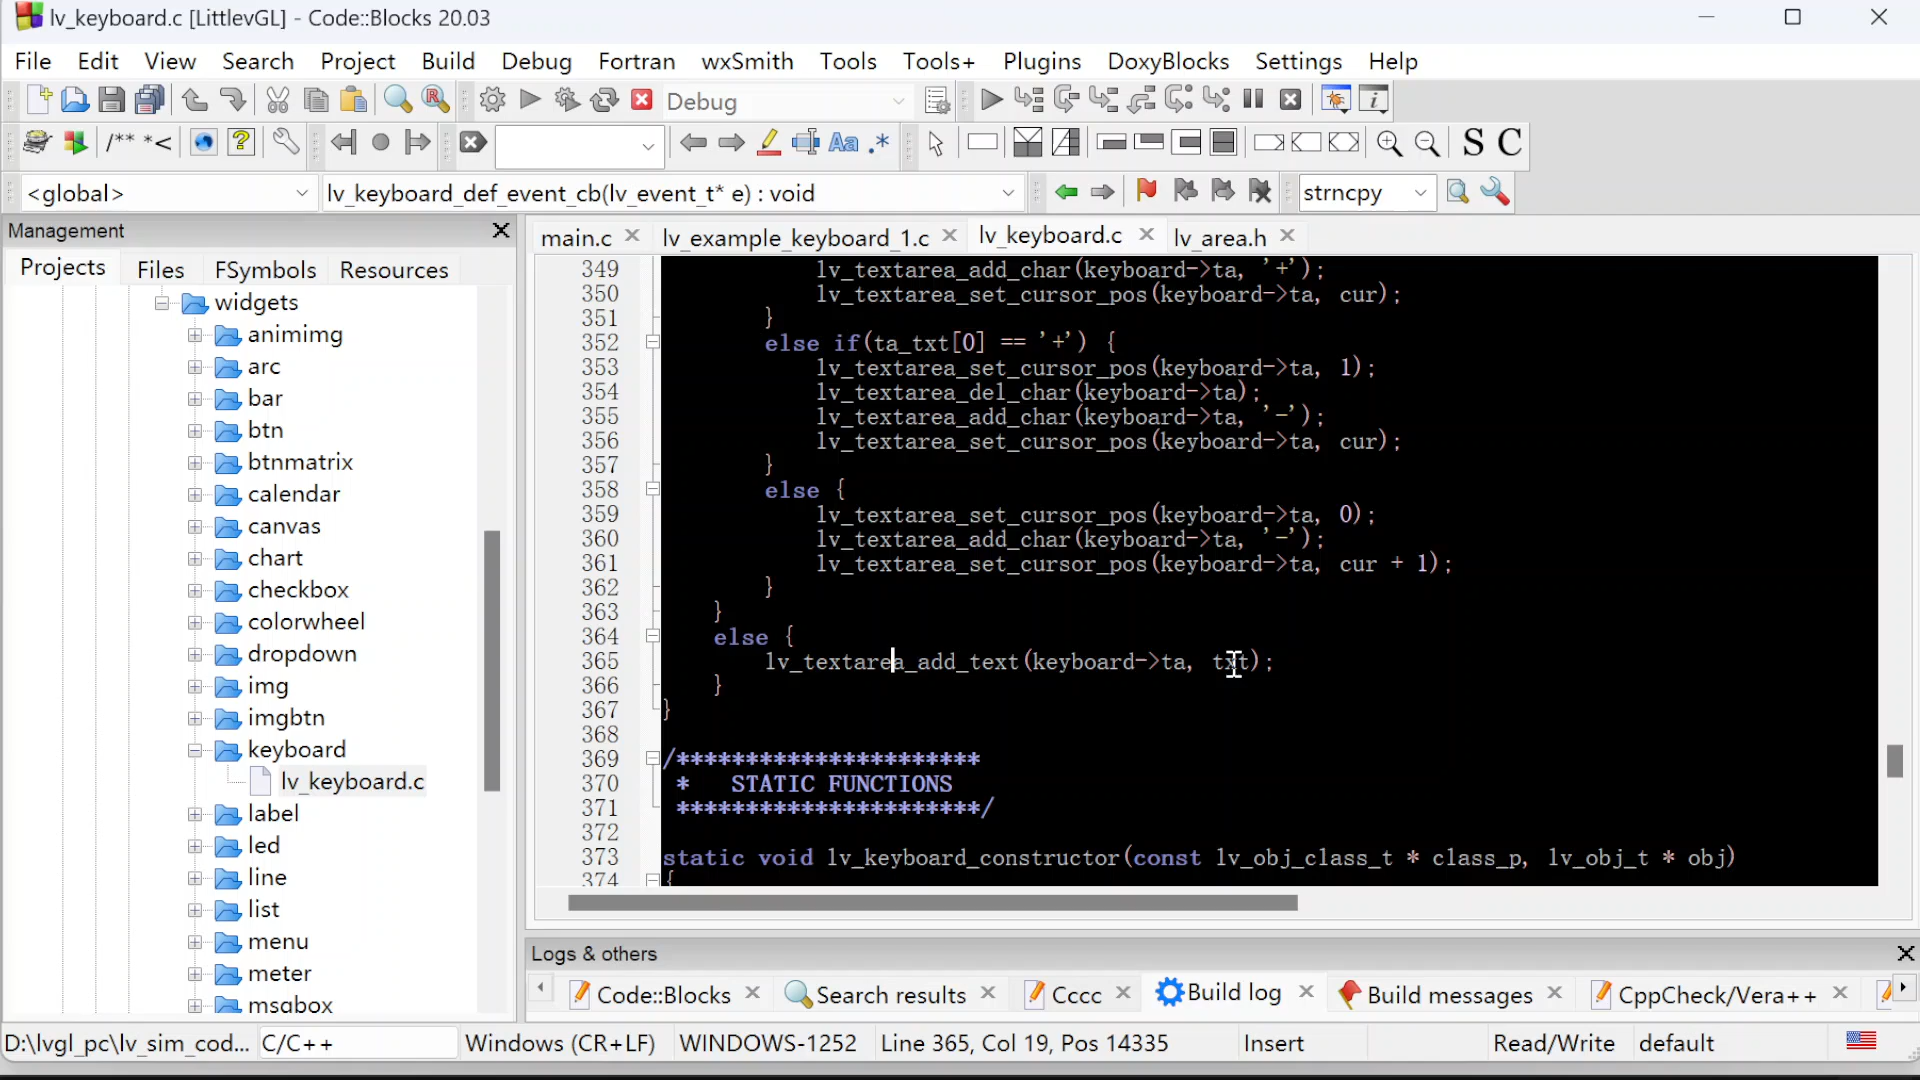 lv_keyboard.c [LittlevGL] - Code::Blocks 20.03
File Edit View Search Project Build Debug Fortran wxSmith Tools Tools+ Plugins DoxyBlocks Settings Help
Debug
/** *< Aa .* S C
<global> lv_keyboard_def_event_cb(lv_event_t* e) : void strncpy
Management
Projects Files FSymbols Resources
widgets
animimg
arc
bar
btn
btnmatrix
calendar
canvas
chart
checkbox
colorwheel
dropdown
img
imgbtn
keyboard
lv_keyboard.c
label
led
line
list
menu
meter
msgbox
main.c lv_example_keyboard_1.c lv_keyboard.c lv_area.h
349 lv_textarea_add_char(keyboard->ta, '+');
350 lv_textarea_set_cursor_pos(keyboard->ta, cur);
351 }
352 else if(ta_txt[0] == '+') {
353 lv_textarea_set_cursor_pos(keyboard->ta, 1);
354 lv_textarea_del_char(keyboard->ta);
355 lv_textarea_add_char(keyboard->ta, '-');
356 lv_textarea_set_cursor_pos(keyboard->ta, cur);
357 }
358 else {
359 lv_textarea_set_cursor_pos(keyboard->ta, 0);
360 lv_textarea_add_char(keyboard->ta, '-');
361 lv_textarea_set_cursor_pos(keyboard->ta, cur + 1);
362 }
363 }
364 else {
365 lv_textarea_add_text(keyboard->ta, txt);
366 }
367 }
368
369 /**********************
370 * STATIC FUNCTIONS
371 **********************/
372
373 static void lv_keyboard_constructor(const lv_obj_class_t * class_p, lv_obj_t * obj)
374 {
Logs & others
Code::Blocks Search results Cccc Build log Build messages CppCheck/Vera++
D:\lvgl_pc\lv_sim_cod... C/C++ Windows (CR+LF) WINDOWS-1252 Line 365, Col 19, Pos 14335 Insert Read/Write default